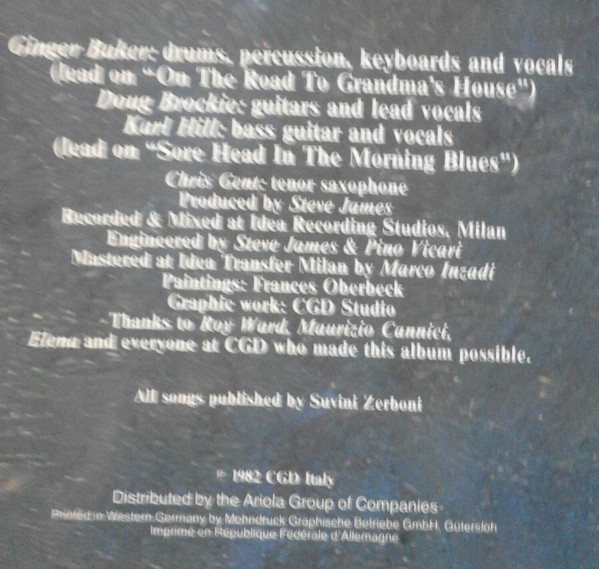 Ginger Baker: drums, percussion, keyboards and vocals
(lead on "On The Road To Grandma's House")
Doug Brockie: guitars and lead vocals
Karl Hill: bass guitar and vocals
(lead on "Sore Head In The Morning Blues")
Chris Gent: tenor saxophone
Produced by Steve James
Recorded & Mixed at Idea Recording Studios, Milan
Engineered by Steve James & Pino Vicari
Mastered at Idea Transfer Milan by Marco Inzadi
Paintings: Frances Oberbeck
Graphic work: CGD Studio
Thanks to Roy Ward, Maurizio Cannici,
Elena and everyone at CGD who made this album possible.
All songs published by Suvini Zerboni
℗ 1982 CGD Italy
Distributed by the Ariola Group of Companies
Printed in Western Germany by Mohndruck Graphische Betriebe GmbH, Gütersloh
Imprimé en République Fédérale d'Allemagne